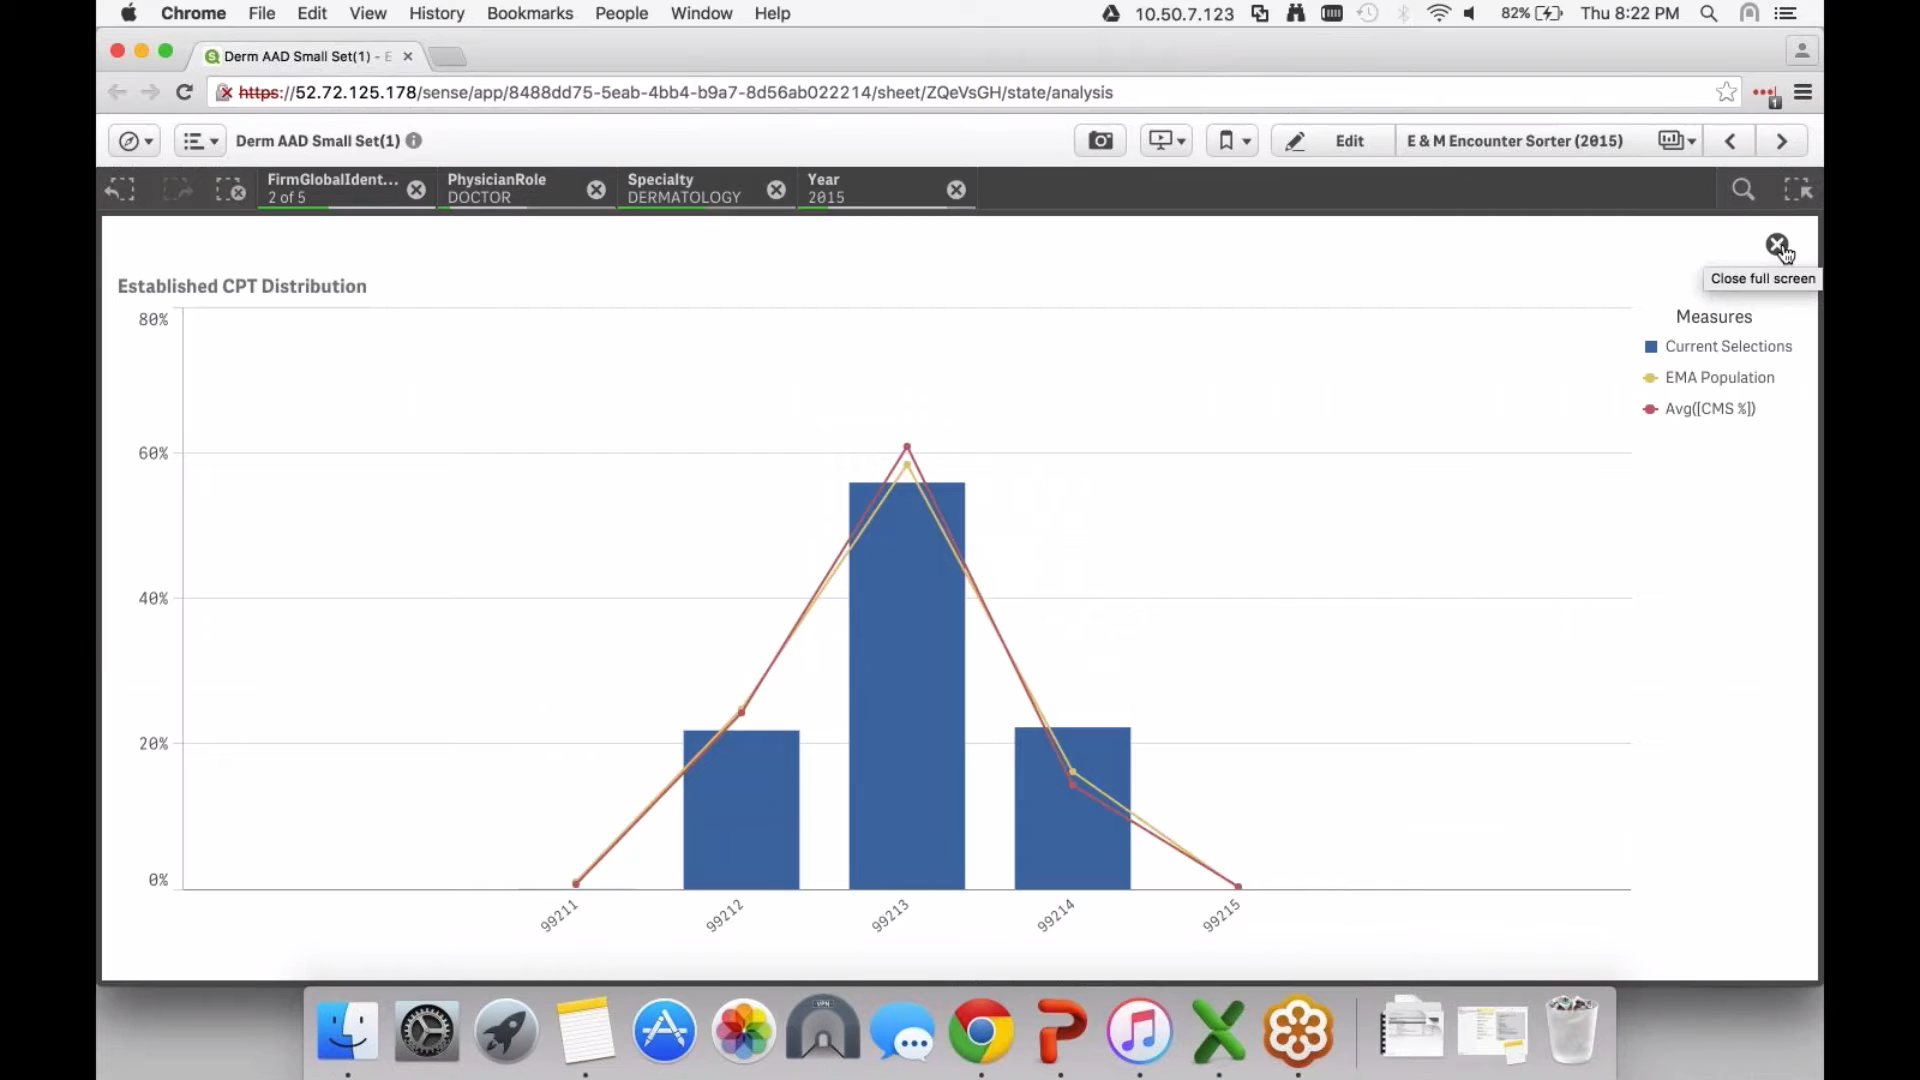 Chrome File Edit View History Bookmarks People Window Help 10.50.7.123 82% Thu 8:22 PM
Derm AAD Small Set(1) - E
https://52.72.125.178/sense/app/8488dd75-5eab-4bb4-b9a7-8d56ab022214/sheet/ZQeVsGH/state/analysis
1
Derm AAD Small Set(1) Edit E & M Encounter Sorter (2015)
FirmGlobalIdent... PhysicianRole Specialty Year
2 of 5 DOCTOR DERMATOLOGY 2015
Close full screen
Established CPT Distribution
Measures
Current Selections
EMA Population
Avg([CMS %])
80%
60%
40%
20%
0%
99211 99212 99213 99214 99215
VPN